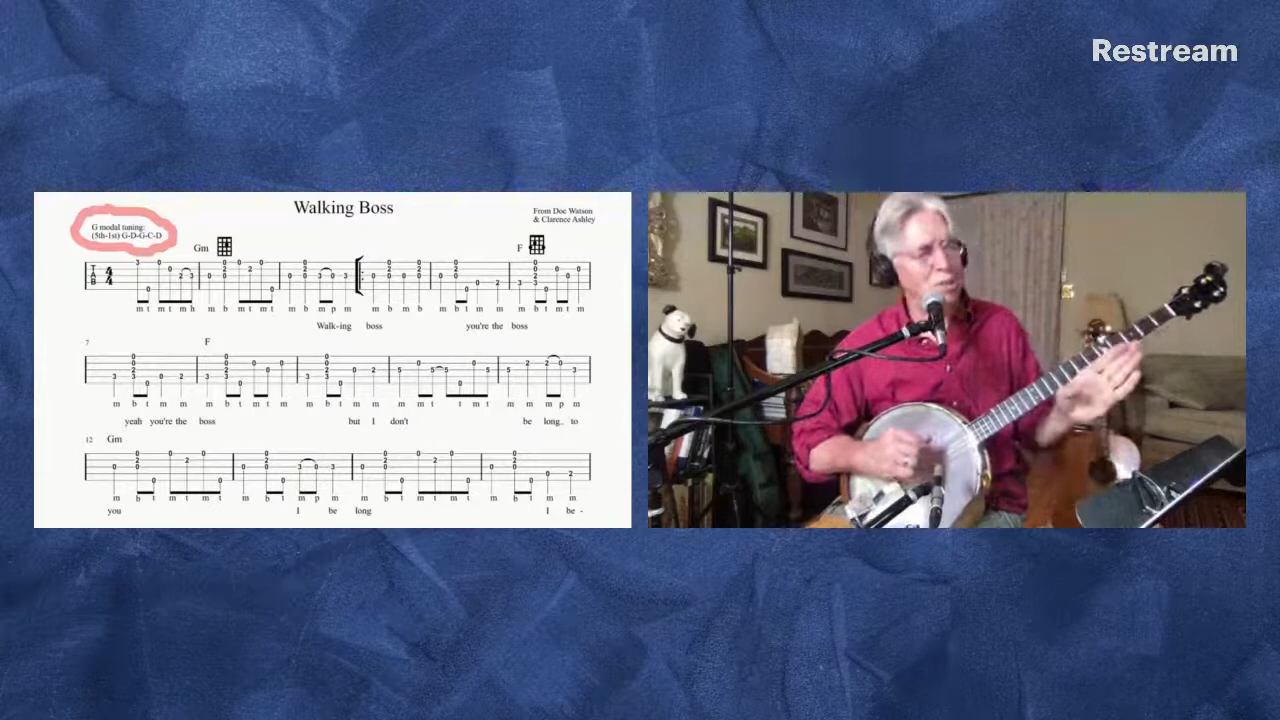 Restream
Walking Boss
From Doc Watson
& Clarence Ashley
G modal tuning:
(5th-1st) G-D-G-C-D
Gm F
m t m t m h m b m t m t m b m p m m b m b m b t m m m b t m t m
Walk-ing boss you're the boss
7 F
m b t m m m b t m t m m b t m m m m t t m t m m m p m
yeah you're the boss but I don't be long_ to
12 Gm
m b t m t m t m b t m p m m b t m t m t m b t m m
you I be long I be -